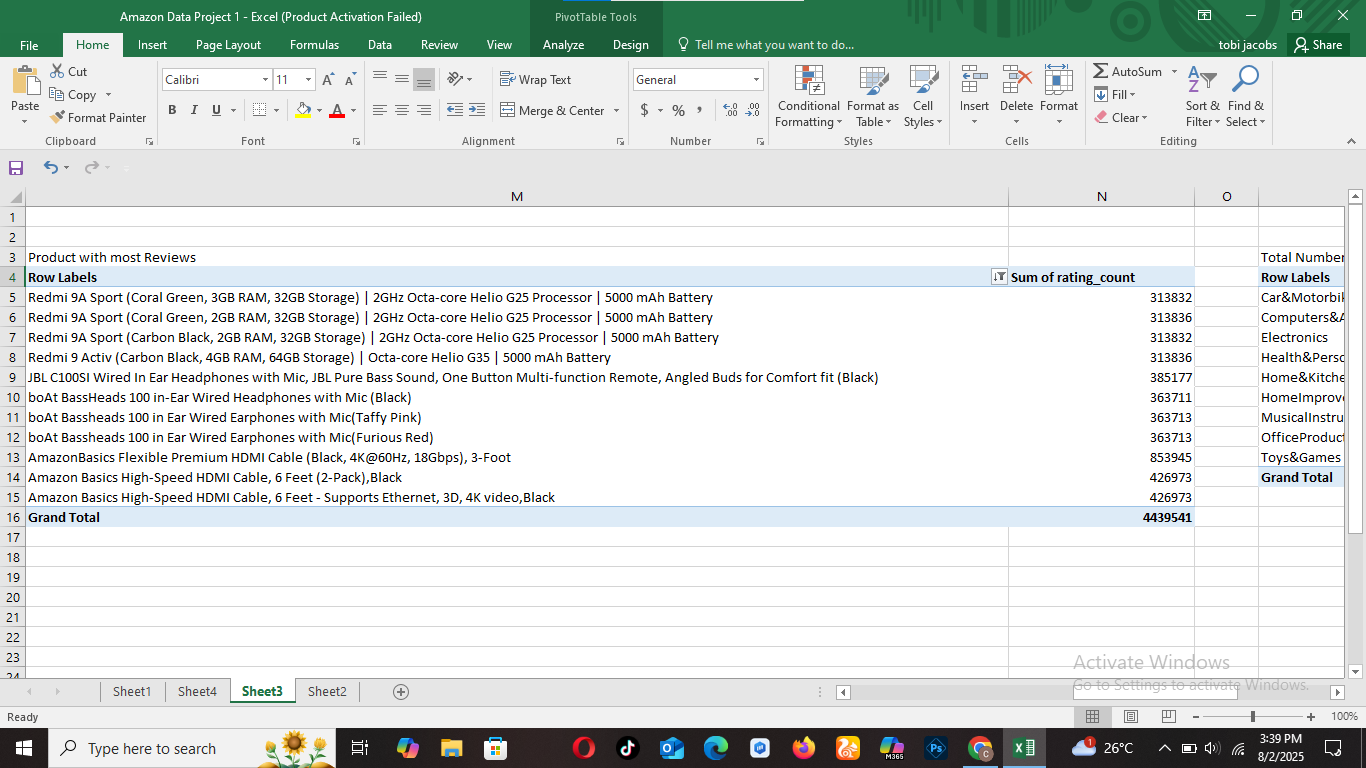 Amazon Data Project 1 - Excel (Product Activation Failed)
PivotTable Tools
File Home Insert Page Layout Formulas Data Review View Analyze Design Tell me what you want to do... tobi jacobs Share
Paste
Cut
Copy
Format Painter
Clipboard
Calibri 11
B I U
Font
Wrap Text
Merge & Center
Alignment
General
$ % ,
Number
Conditional Formatting
Format as Table
Cell Styles
Styles
Insert Delete Format
Cells
AutoSum
Fill
Clear
Sort & Filter
Find & Select
Editing
M N O
1
2
3 Product with most Reviews Total Number
4 Row Labels Sum of rating_count Row Labels
5 Redmi 9A Sport (Coral Green, 3GB RAM, 32GB Storage) | 2GHz Octa-core Helio G25 Processor | 5000 mAh Battery 313832 Car&Motorbik
6 Redmi 9A Sport (Coral Green, 2GB RAM, 32GB Storage) | 2GHz Octa-core Helio G25 Processor | 5000 mAh Battery 313836 Computers&A
7 Redmi 9A Sport (Carbon Black, 2GB RAM, 32GB Storage) | 2GHz Octa-core Helio G25 Processor | 5000 mAh Battery 313832 Electronics
8 Redmi 9 Activ (Carbon Black, 4GB RAM, 64GB Storage) | Octa-core Helio G35 | 5000 mAh Battery 313836 Health&Perso
9 JBL C100SI Wired In Ear Headphones with Mic, JBL Pure Bass Sound, One Button Multi-function Remote, Angled Buds for Comfort fit (Black) 385177 Home&Kitche
10 boAt BassHeads 100 in-Ear Wired Headphones with Mic (Black) 363711 HomeImprov
11 boAt Bassheads 100 in Ear Wired Earphones with Mic(Taffy Pink) 363713 MusicalInstru
12 boAt Bassheads 100 in Ear Wired Earphones with Mic(Furious Red) 363713 OfficeProduc
13 AmazonBasics Flexible Premium HDMI Cable (Black, 4K@60Hz, 18Gbps), 3-Foot 853945 Toys&Games
14 Amazon Basics High-Speed HDMI Cable, 6 Feet (2-Pack),Black 426973 Grand Total
15 Amazon Basics High-Speed HDMI Cable, 6 Feet - Supports Ethernet, 3D, 4K video,Black 426973
16 Grand Total 4439541
17
18
19
20
21
22
23
24
Activate Windows
Go to Settings to activate Windows.
Sheet1 Sheet4 Sheet3 Sheet2
Ready 100%
Type here to search
M365
Ps
C
1
26°C
3:39 PM
8/2/2025